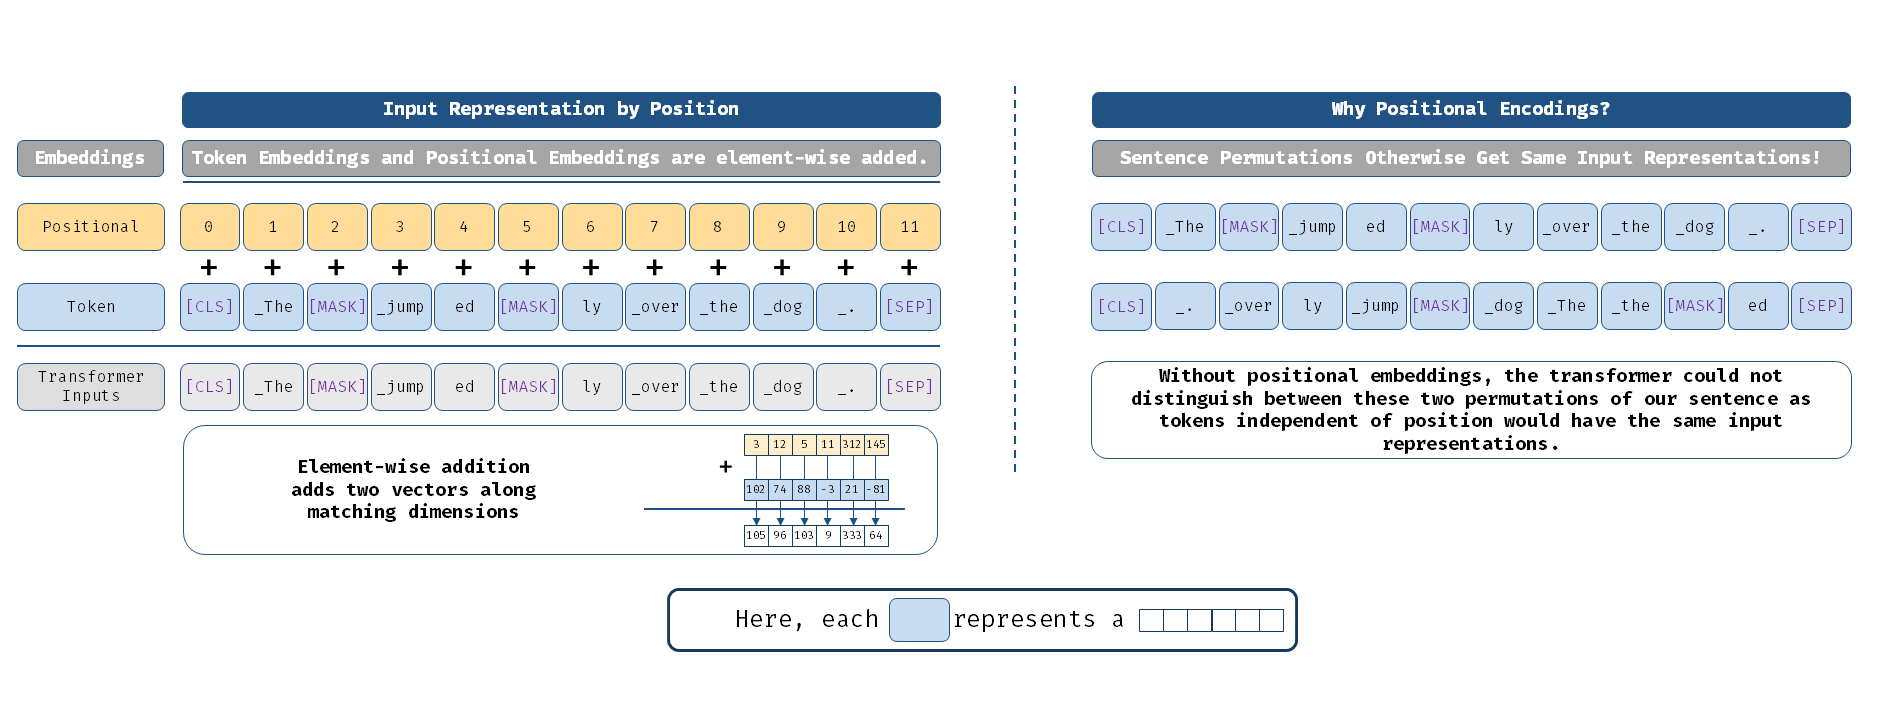 Input Representation by Position
Embeddings
Token Embeddings and Positional Embeddings are element-wise added.
Positional
0 1 2 3 4 5 6 7 8 9 10 11
+ + + + + + + + + + + +
Token
[CLS] _The [MASK] _jump ed [MASK] ly _over _the _dog _. [SEP]
Transformer
Inputs
[CLS] _The [MASK] _jump ed [MASK] ly _over _the _dog _. [SEP]
Element-wise addition
adds two vectors along
matching dimensions
3 12 5 11 312 145
+
102 74 88 -3 21 -81
105 96 103 9 333 64
Why Positional Encodings?
Sentence Permutations Otherwise Get Same Input Representations!
[CLS] _The [MASK] _jump ed [MASK] ly _over _the _dog _. [SEP]
[CLS] _. _over ly _jump [MASK] _dog _The _the [MASK] ed [SEP]
Without positional embeddings, the transformer could not
distinguish between these two permutations of our sentence as
tokens independent of position would have the same input
representations.
Here, each represents a